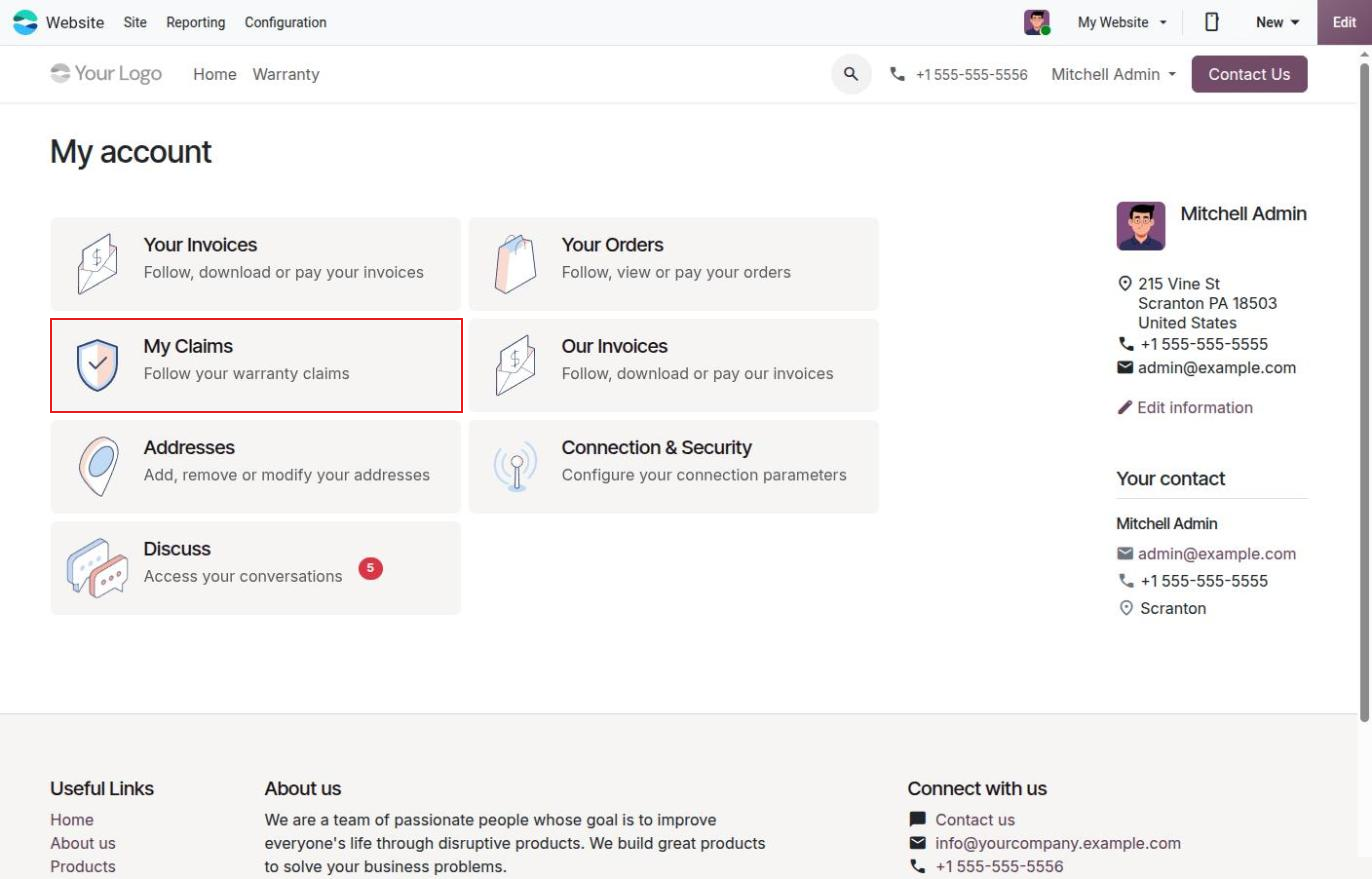 Website Site Reporting Configuration My Website New Edit
Your Logo Home Warranty +1 555-555-5556 Mitchell Admin Contact Us
My account
Your Invoices
Follow, download or pay your invoices
$
Your Orders
Follow, view or pay your orders
My Claims
Follow your warranty claims
Our Invoices
Follow, download or pay our invoices
$
Addresses
Add, remove or modify your addresses
Connection & Security
Configure your connection parameters
Discuss
Access your conversations 5
Mitchell Admin
215 Vine St
Scranton PA 18503
United States
+1 555-555-5555
admin@example.com
Edit information
Your contact
Mitchell Admin
admin@example.com
+1 555-555-5555
Scranton
Useful Links
Home
About us
Products
About us
We are a team of passionate people whose goal is to improve
everyone's life through disruptive products. We build great products
to solve your business problems.
Connect with us
Contact us
info@yourcompany.example.com
+1 555-555-5556